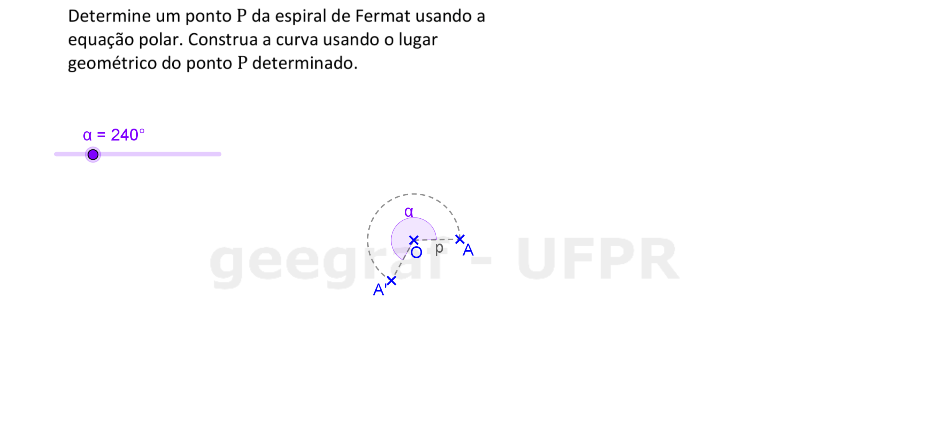 Determine um ponto P da espiral de Fermat usando a
equação polar. Construa a curva usando o lugar
geométrico do ponto P determinado.
α = 240°
α
O
p
A
A'
geegraf - UFPR